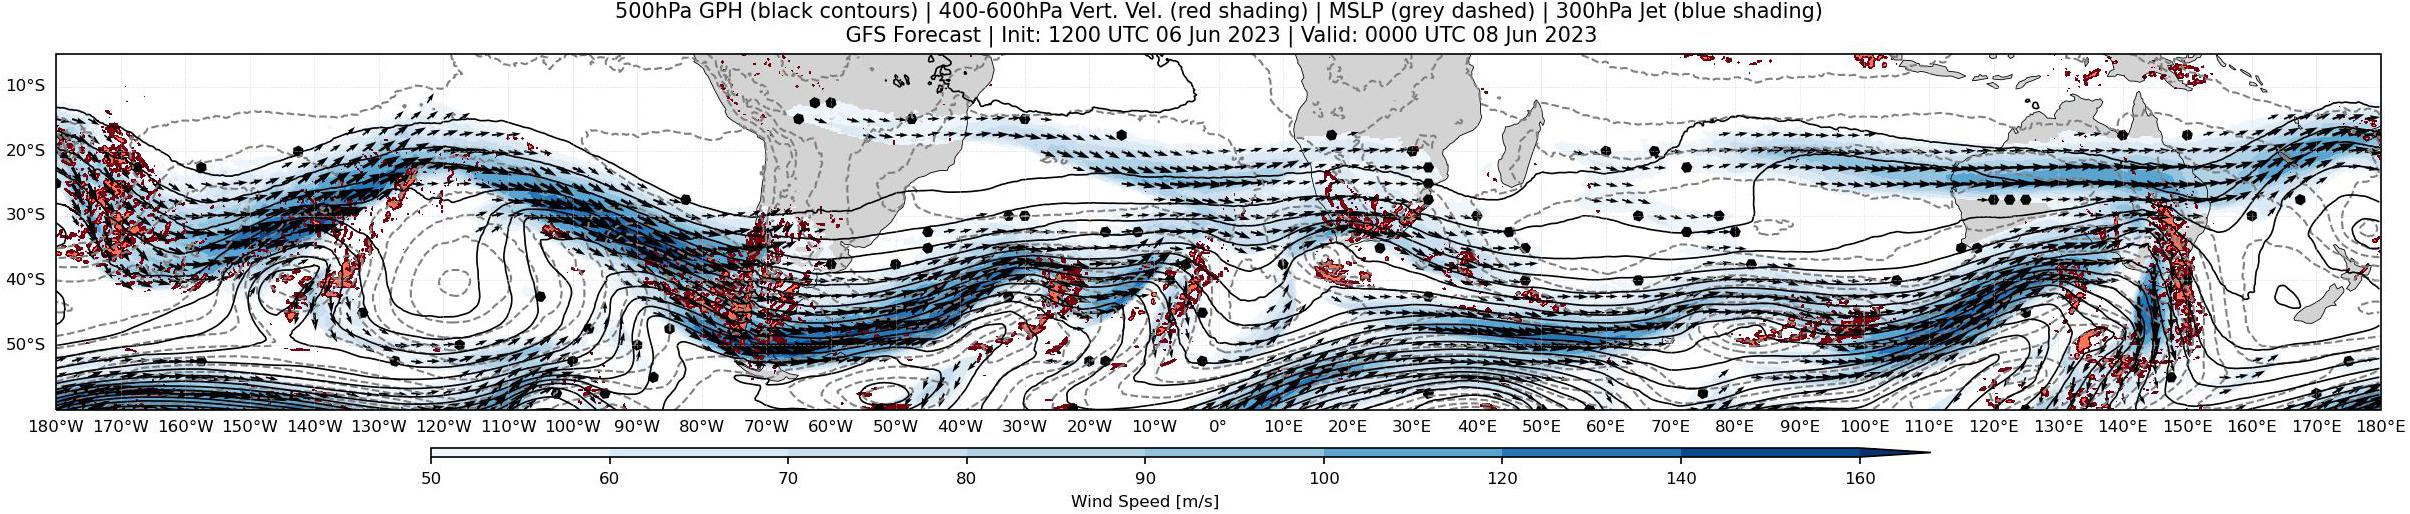 500hPa GPH (black contours) | 400-600hPa Vert. Vel. (red shading) | MSLP (grey dashed) | 300hPa Jet (blue shading)
GFS Forecast | Init: 1200 UTC 06 Jun 2023 | Valid: 0000 UTC 08 Jun 2023
10°S
20°S
30°S
40°S
50°S
180°W 170°W 160°W 150°W 140°W 130°W 120°W 110°W 100°W 90°W 80°W 70°W 60°W 50°W 40°W 30°W 20°W 10°W 0° 10°E 20°E 30°E 40°E 50°E 60°E 70°E 80°E 90°E 100°E 110°E 120°E 130°E 140°E 150°E 160°E 170°E 180°E
50 60 70 80 90 100 120 140 160
Wind Speed [m/s]